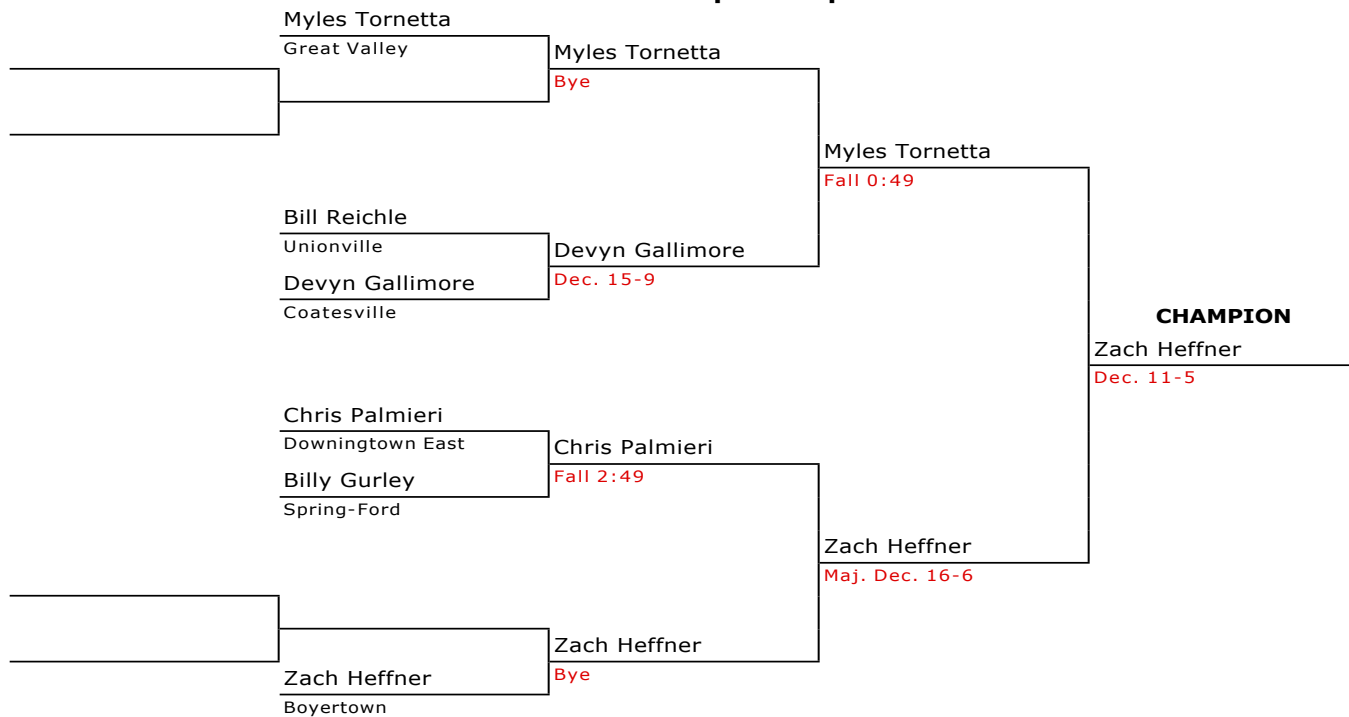 Myles Tornetta
Great Valley
Myles Tornetta
Bye
Myles Tornetta
Fall 0:49
Bill Reichle
Unionville
Devyn Gallimore
Dec. 15-9
Devyn Gallimore
Coatesville
CHAMPION
Zach Heffner
Dec. 11-5
Chris Palmieri
Downingtown East
Chris Palmieri
Fall 2:49
Billy Gurley
Spring-Ford
Zach Heffner
Maj. Dec. 16-6
Zach Heffner
Bye
Zach Heffner
Boyertown